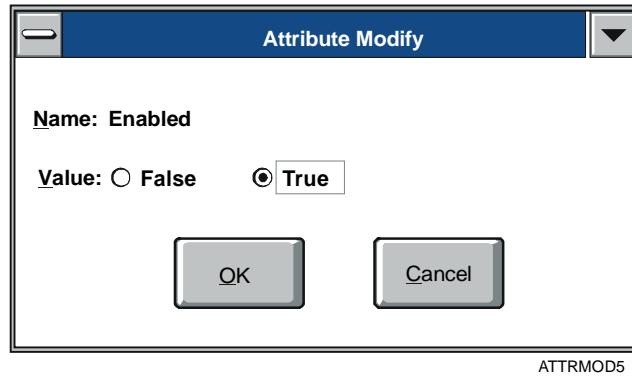 Attribute Modify
Name: Enabled
Value: False True
OK Cancel
ATTRMOD5